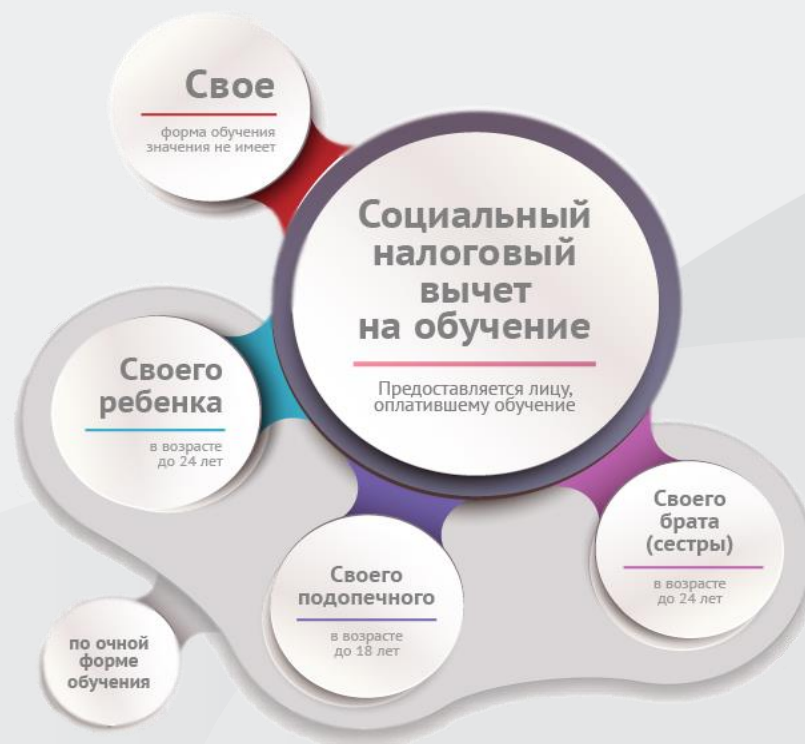 Свое
форма обучения
значения не имеет
Социальный
налоговый
вычет
на обучение
Предоставляется лицу,
оплатившему обучение
Своего
ребенка
в возрасте
до 24 лет
Своего
брата
(сестры)
в возрасте
до 24 лет
Своего
подопечного
в возрасте
до 18 лет
по очной
форме
обучения